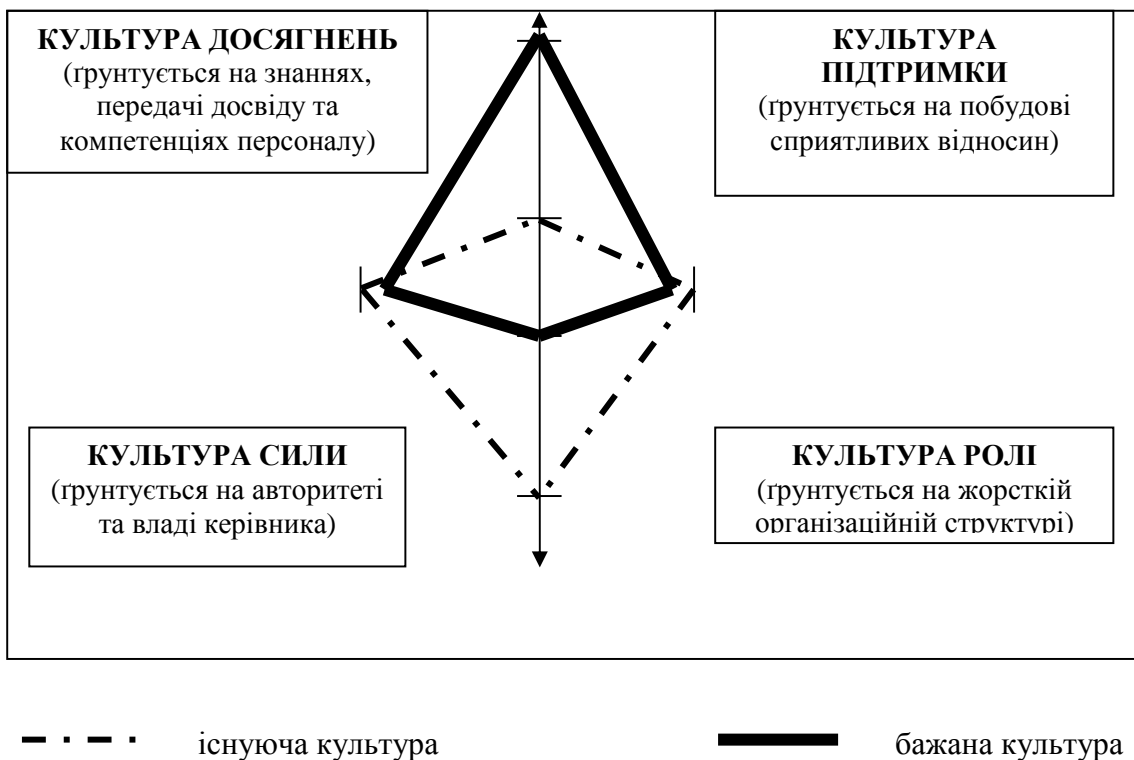 КУЛЬТУРА ДОСЯГНЕНЬ
(ґрунтується на знаннях,
передачі досвіду та
компетенціях персоналу)
КУЛЬТУРА
ПІДТРИМКИ
(ґрунтується на побудові
сприятливих відносин)
КУЛЬТУРА СИЛИ
(ґрунтується на авторитеті
та владі керівника)
КУЛЬТУРА РОЛІ
(ґрунтується на жорсткій
організаційній структурі)
існуюча культура
бажана культура